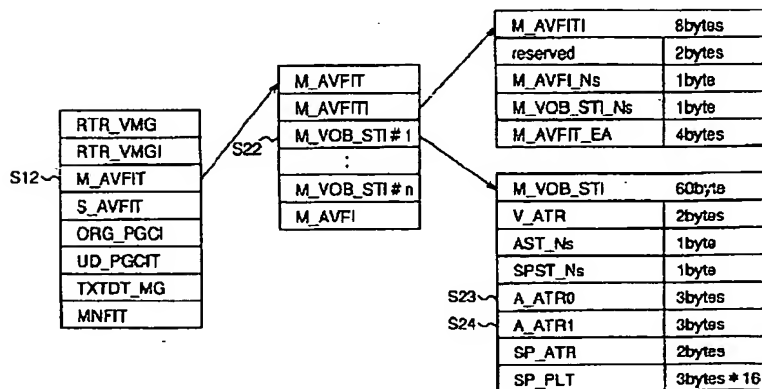 RTR_VMG
RTR_VMGI
S12 M_AVFIT
S_AVFIT
ORG_PGCI
UD_PGCIT
TXTDT_MG
MNFIT
M_AVFIT
M_AVFITI
S22 M_VOB_STI # 1
:
M_VOB_STI # n
M_AVFI
M_AVFITI 8bytes
reserved 2bytes
M_AVFI_Ns 1byte
M_VOB_STI_Ns 1byte
M_AVFIT_EA 4bytes
M_VOB_STI 60byte
V_ATR 2bytes
AST_Ns 1byte
SPST_Ns 1byte
S23 A_ATR0 3bytes
S24 A_ATR1 3bytes
SP_ATR 2bytes
SP_PLT 3bytes * 16